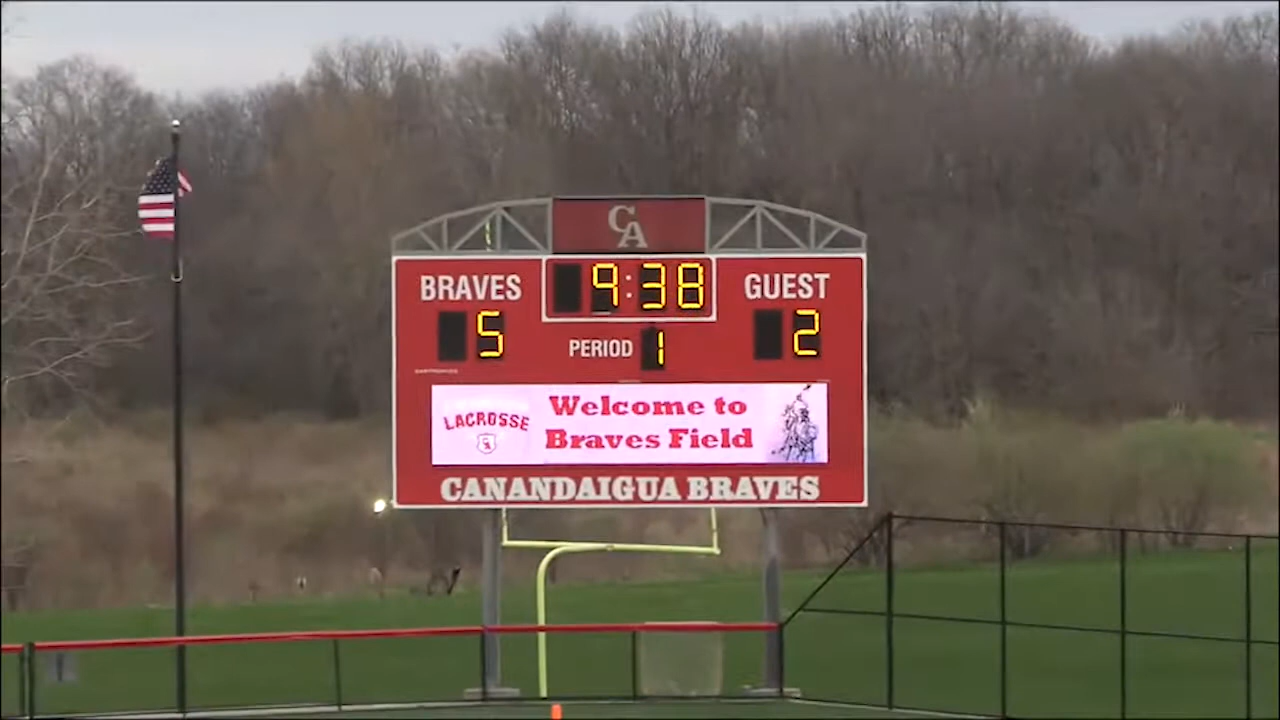 CA
BRAVES 9:38 GUEST
5 PERIOD 1 2
LACROSSE
Welcome to
Braves Field
CANANDAIGUA BRAVES